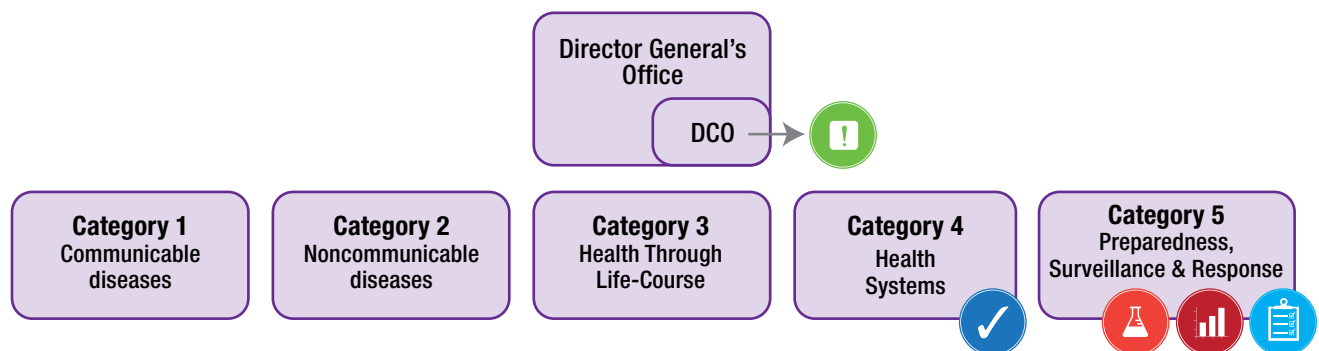 Director General's
Office
DCO
!
Category 1
Communicable
diseases
Category 2
Noncommunicable
diseases
Category 3
Health Through
Life-Course
Category 4
Health
Systems
Category 5
Preparedness,
Surveillance & Response